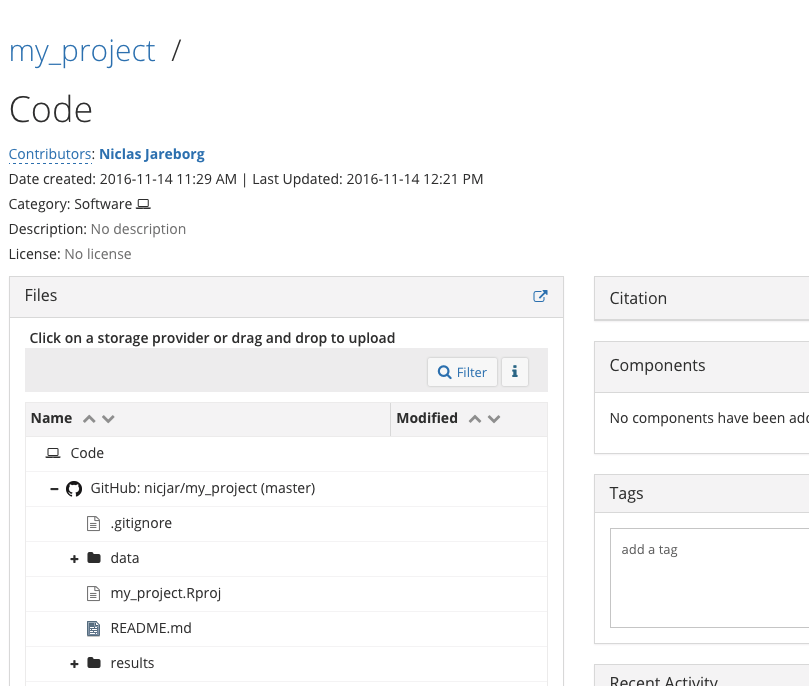 my_project /
Code
Contributors: Niclas Jareborg
Date created: 2016-11-14 11:29 AM | Last Updated: 2016-11-14 12:21 PM
Category: Software
Description: No description
License: No license
Files
Click on a storage provider or drag and drop to upload
Filter
Name
Modified
Code
GitHub: nicjar/my_project (master)
.gitignore
data
my_project.Rproj
README.md
results
Citation
Components
No components have been add
Tags
add a tag
Recent Activity